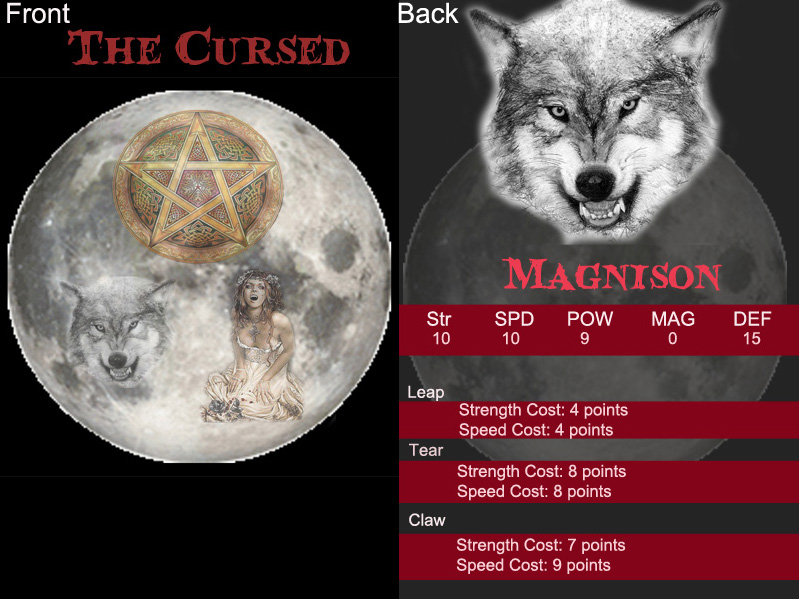 Front
The Cursed
Back
Magnison
Str SPD POW MAG DEF
10 10 9 0 15
Leap
Strength Cost: 4 points
Speed Cost: 4 points
Tear
Strength Cost: 8 points
Speed Cost: 8 points
Claw
Strength Cost: 7 points
Speed Cost: 9 points